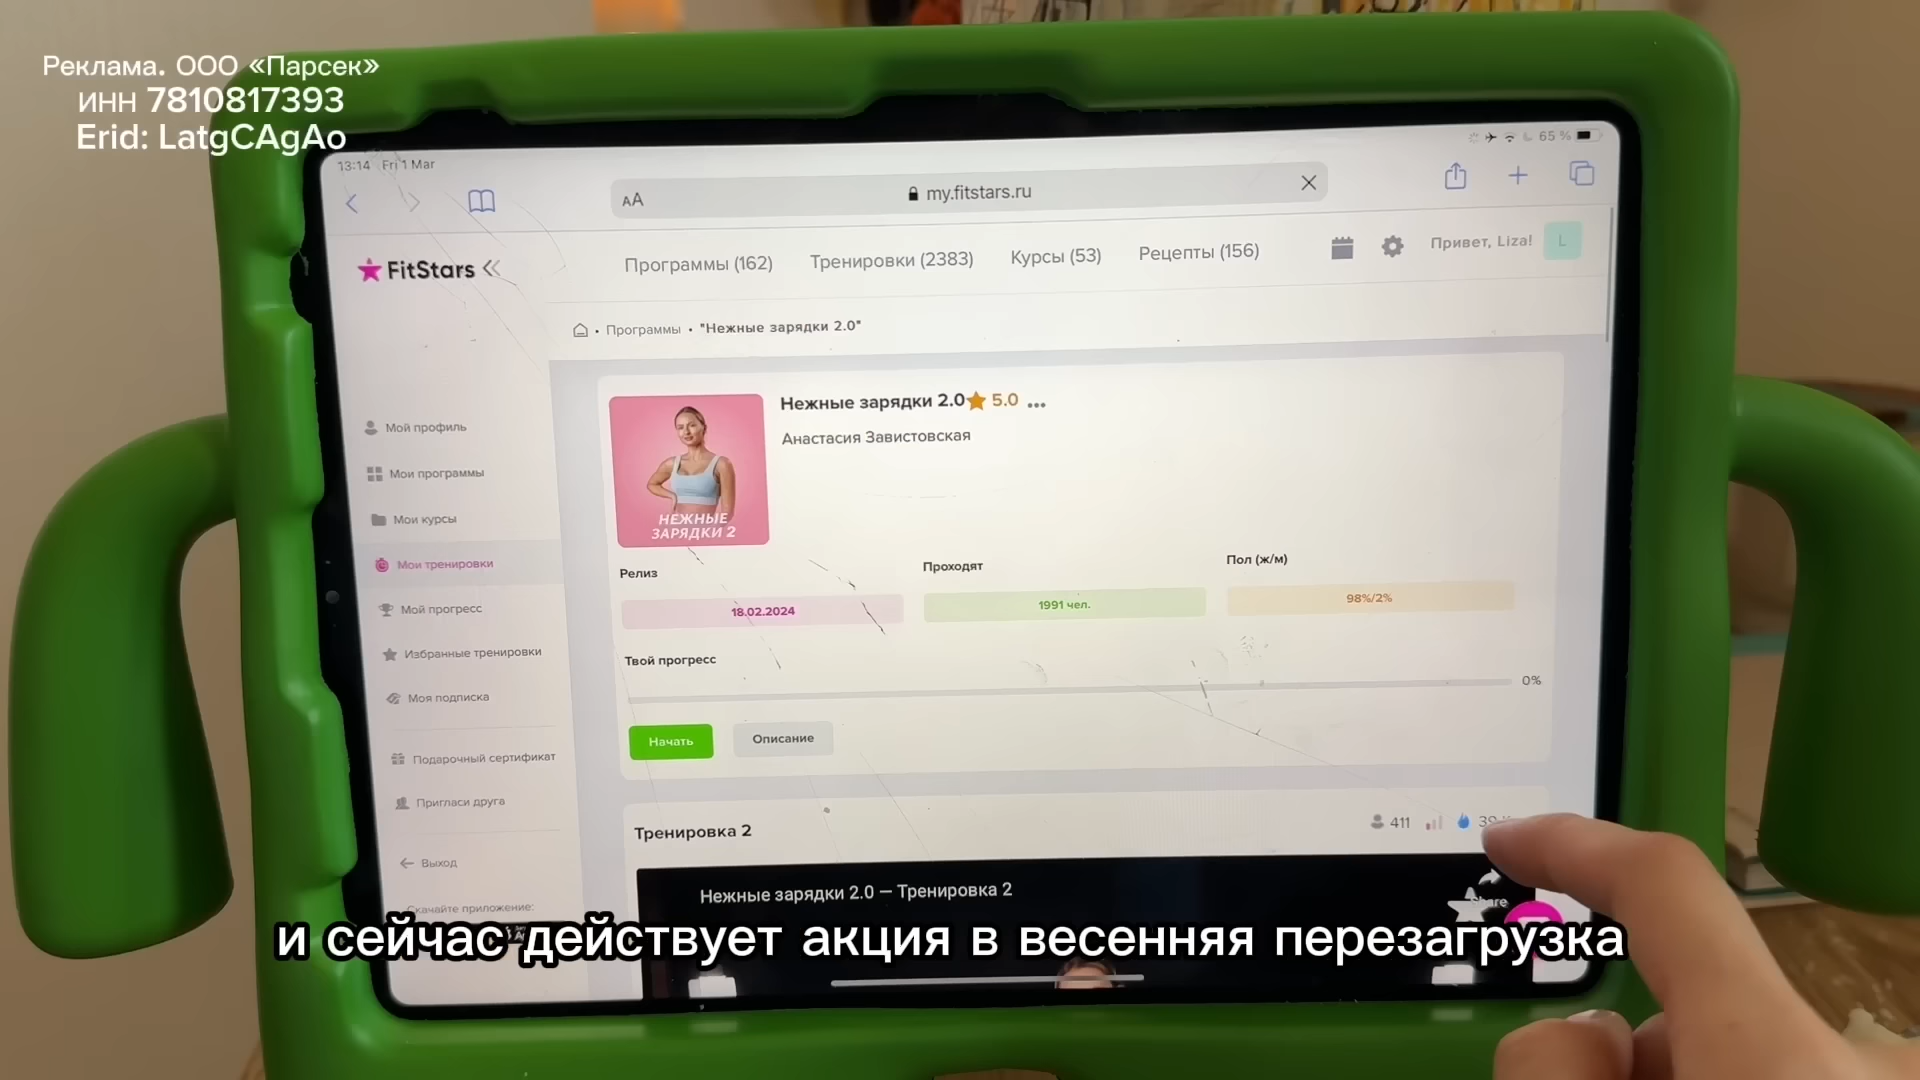 Реклама. ООО «Парсек»
ИНН 7810817393
Erid: LatgCAgAo
13:14 Fri 1 Mar
65 %
AA
my.fitstars.ru
FitStars
Программы (162)
Тренировки (2383)
Курсы (53)
Рецепты (156)
Привет, Liza!
L
Программы • "Нежные зарядки 2.0"
Мой профиль
Мои программы
Мои курсы
Мои тренировки
Мой прогресс
Избранные тренировки
Моя подписка
Подарочный сертификат
Пригласи друга
Выход
Скачайте приложение:
НЕЖНЫЕ
ЗАРЯДКИ 2
Нежные зарядки 2.0 5.0 ...
Анастасия Завистовская
Релиз
18.02.2024
Проходят
1991 чел.
Пол (ж/м)
98%/2%
Твой прогресс
0%
Начать
Описание
Тренировка 2
411
Нежные зарядки 2.0 — Тренировка 2
Share
и сейчас действует акция в весенняя перезагрузка